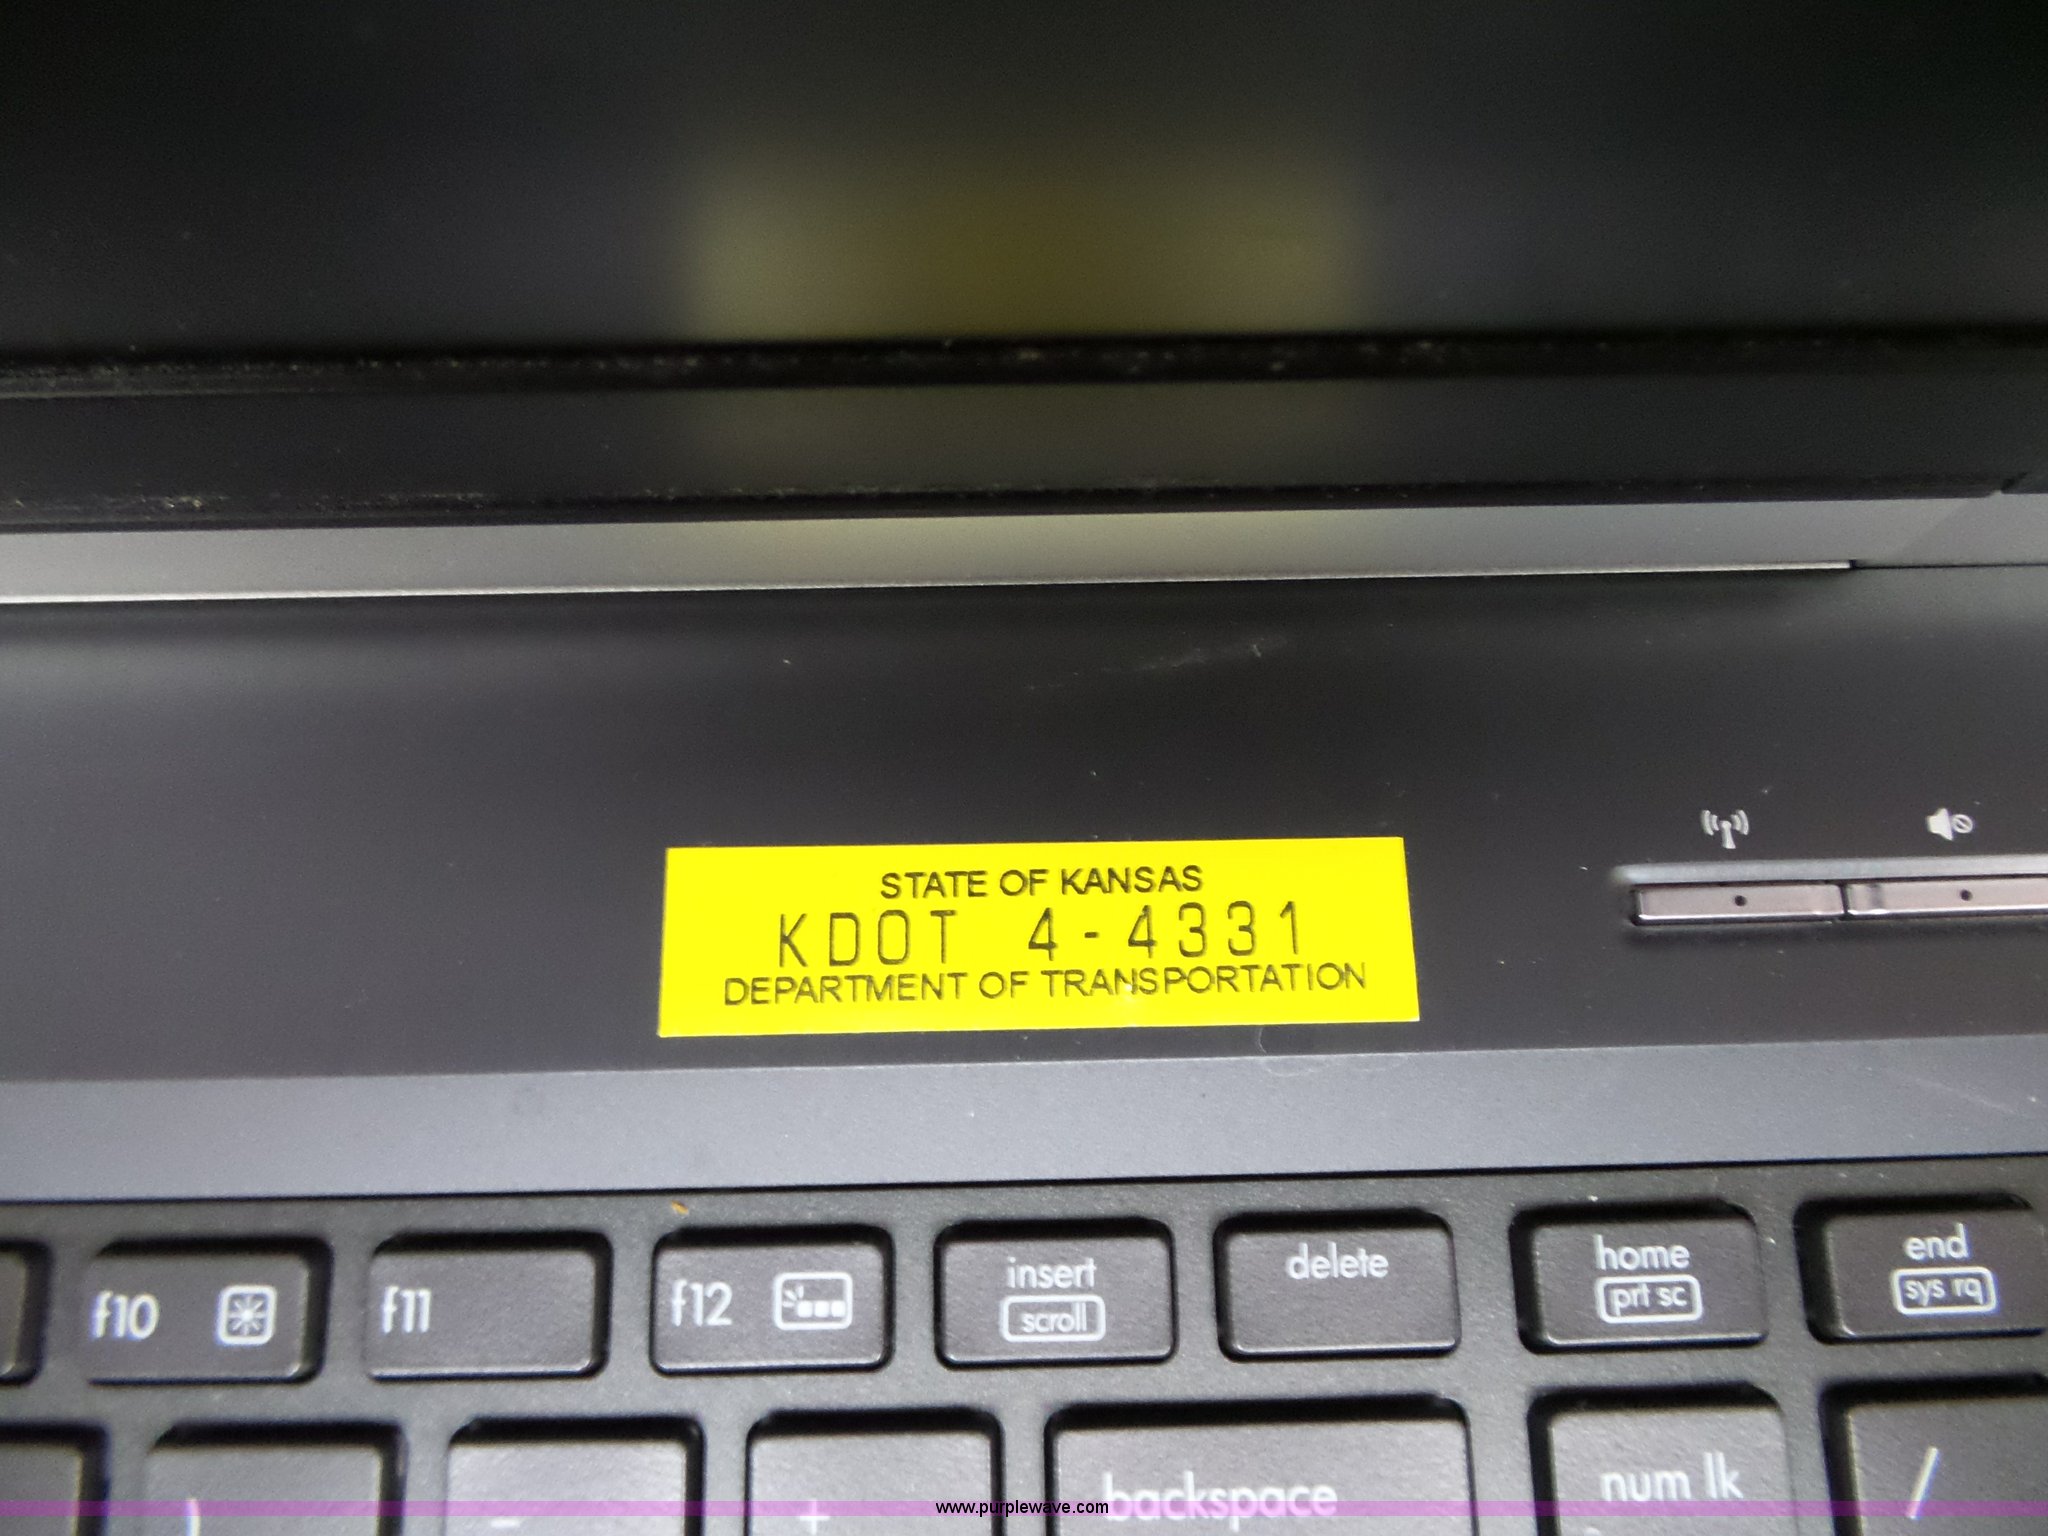 STATE OF KANSAS
KDOT 4-4331
DEPARTMENT OF TRANSPORTATION
f10
f11
f12
insert
scroll
delete
home
prt sc
end
sys rq
)
-
+
backspace
num lk
/
www.purplewave.com